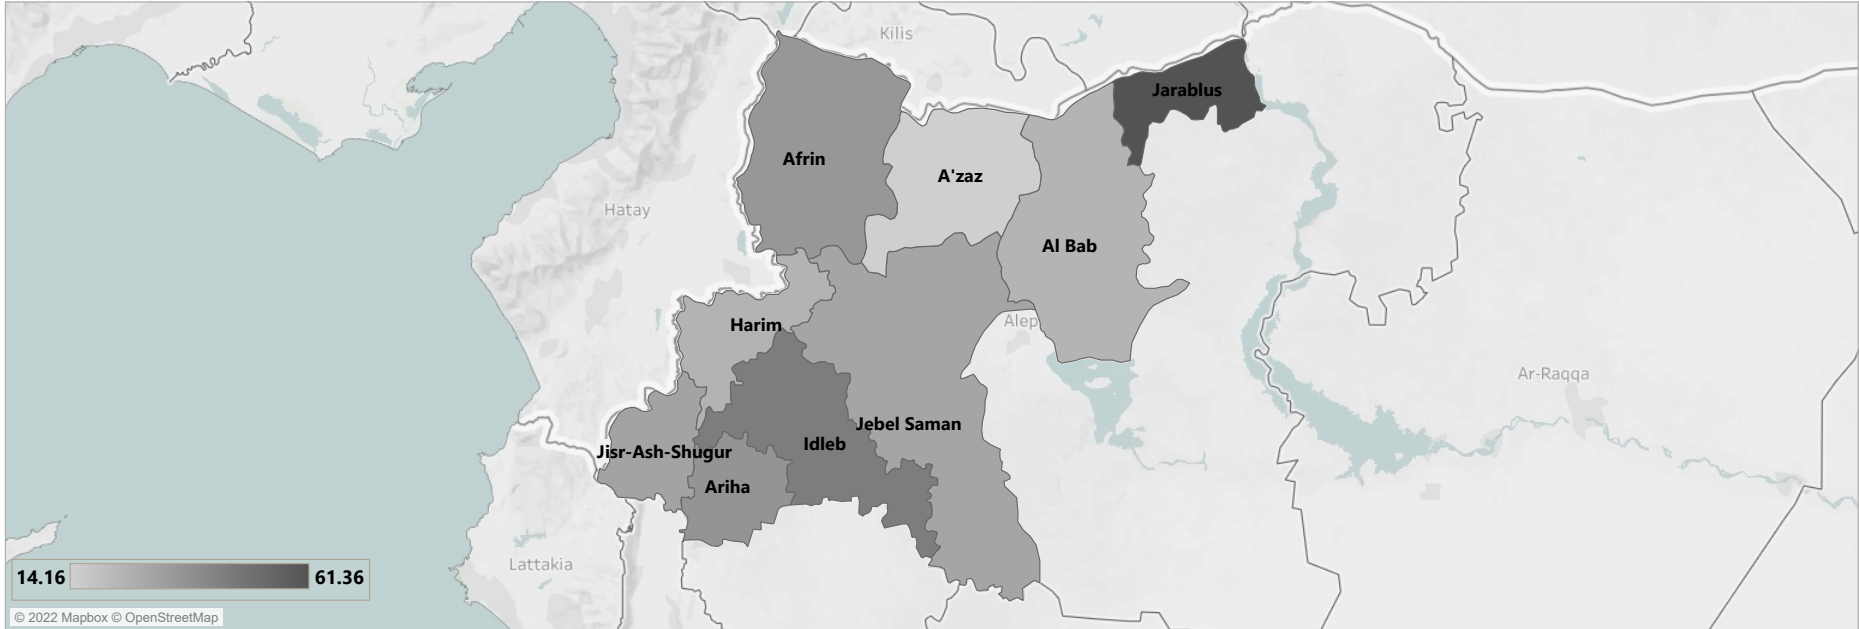 Kilis
Jarablus
Afrin
A'zaz
Hatay
Al Bab
Harim
Alep
Ar-Raqqa
Jebel Saman
Idleb
Jisr-Ash-Shugur
Ariha
Lattakia
14.16
61.36
© 2022 Mapbox © OpenStreetMap